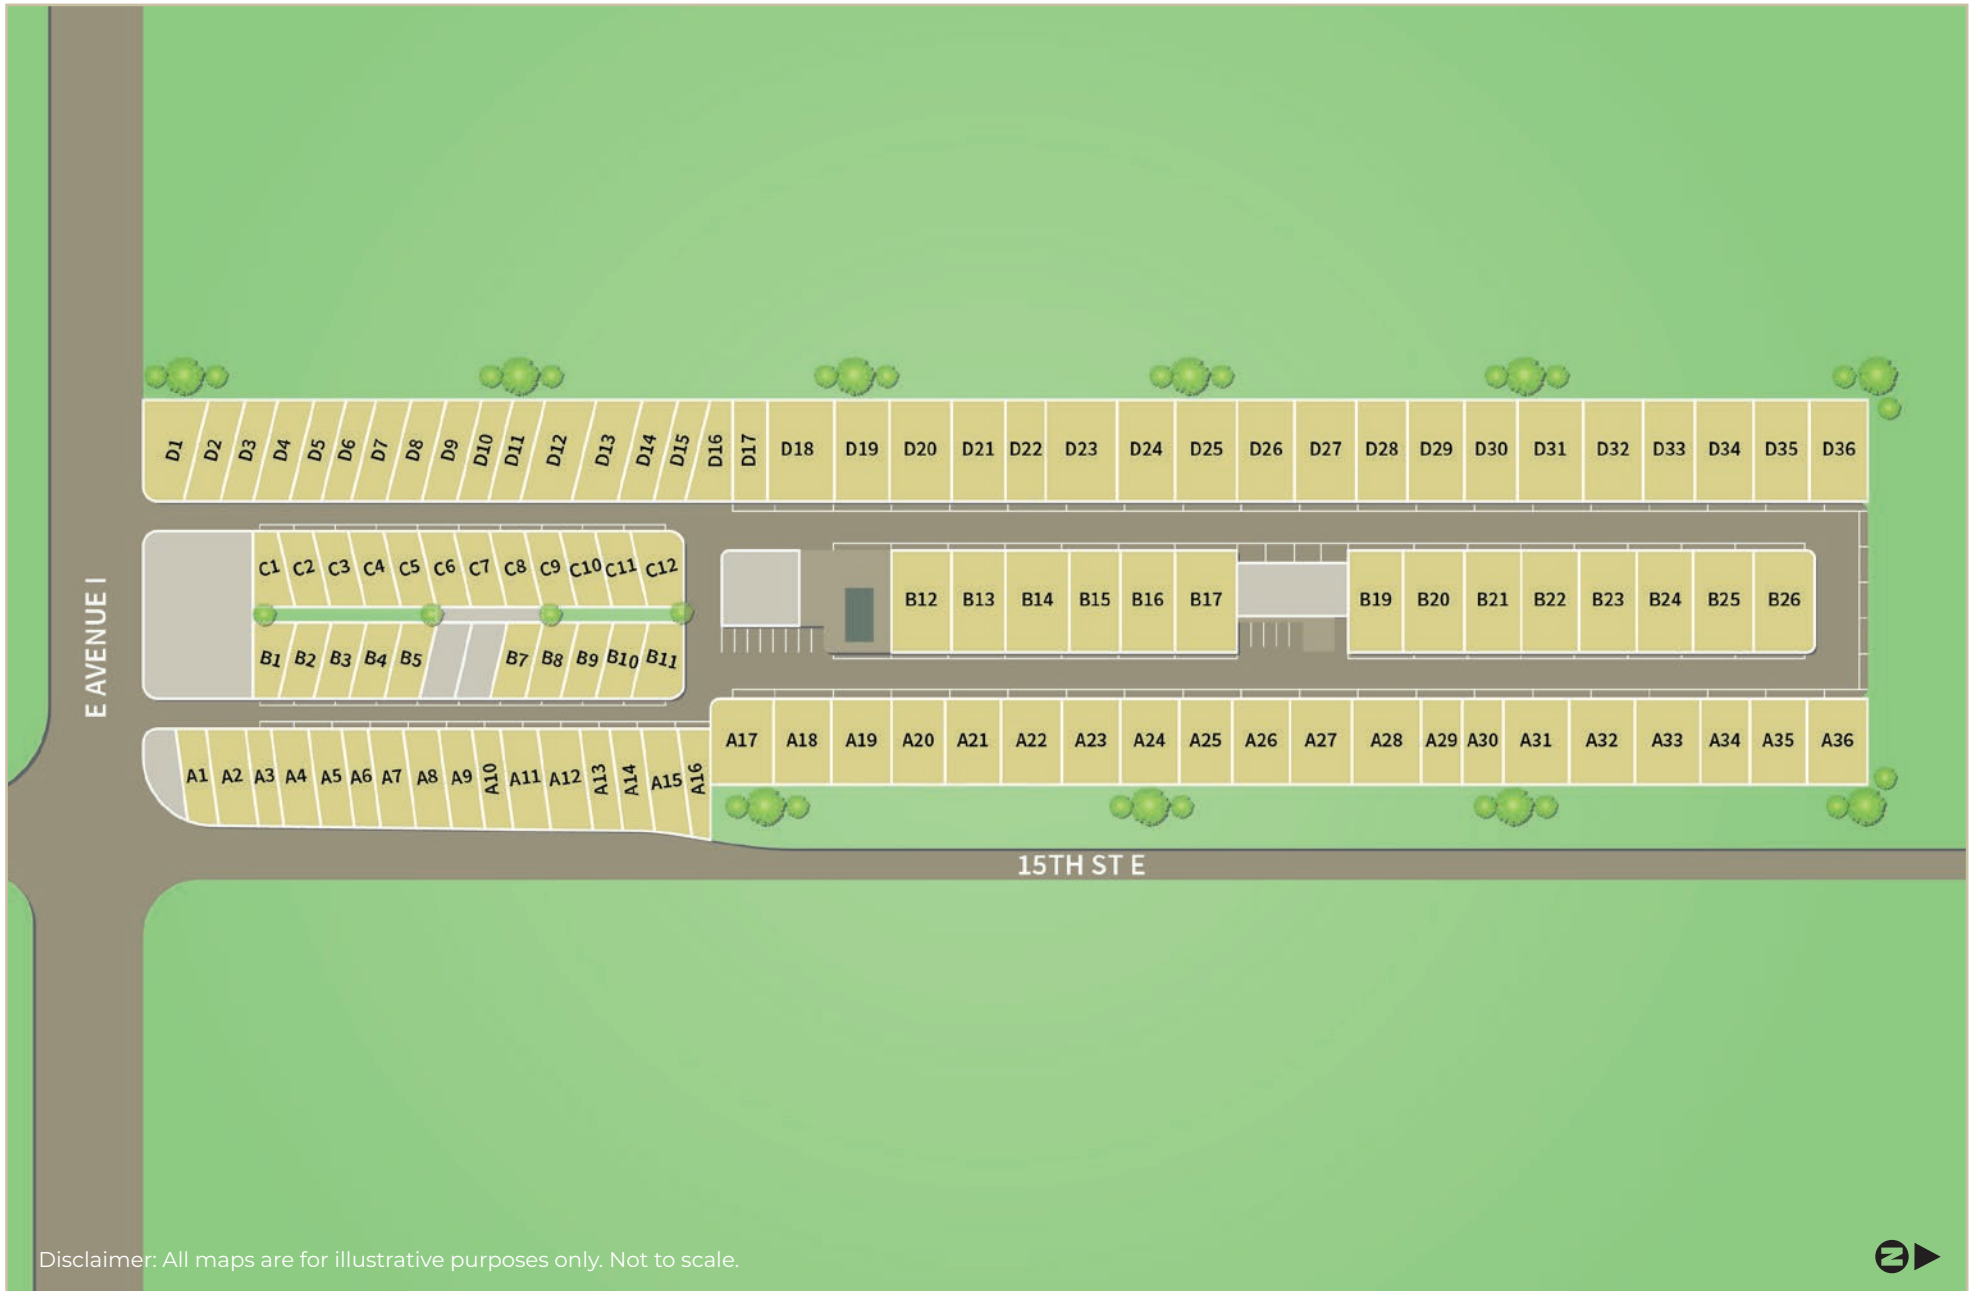 D1 D2 D3 D4 D5 D6 D7 D8 D9 D10 D11 D12 D13 D14 D15 D16 D17 D18 D19 D20 D21 D22 D23 D24 D25 D26 D27 D28 D29 D30 D31 D32 D33 D34 D35 D36
C1 C2 C3 C4 C5 C6 C7 C8 C9 C10 C11 C12
B12 B13 B14 B15 B16 B17 B19 B20 B21 B22 B23 B24 B25 B26
E AVENUE I
B1 B2 B3 B4 B5 B7 B8 B9 B10 B11
A17 A18 A19 A20 A21 A22 A23 A24 A25 A26 A27 A28 A29 A30 A31 A32 A33 A34 A35 A36
A1 A2 A3 A4 A5 A6 A7 A8 A9 A10 A11 A12 A13 A14 A15 A16
15TH ST E
Disclaimer: All maps are for illustrative purposes only. Not to scale.
N